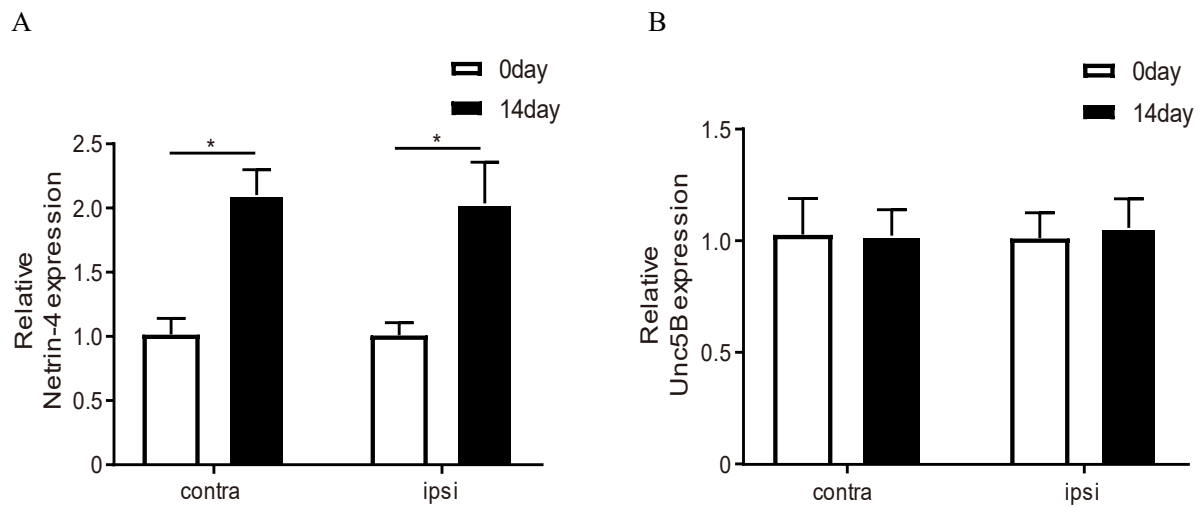 A
0day
14day
2.5
2.0
1.5
1.0
0.5
0
Relative
Netrin-4 expression
*
*
contra
ipsi
B
0day
14day
1.5
1.0
0.5
0
Relative
Unc5B expression
contra
ipsi